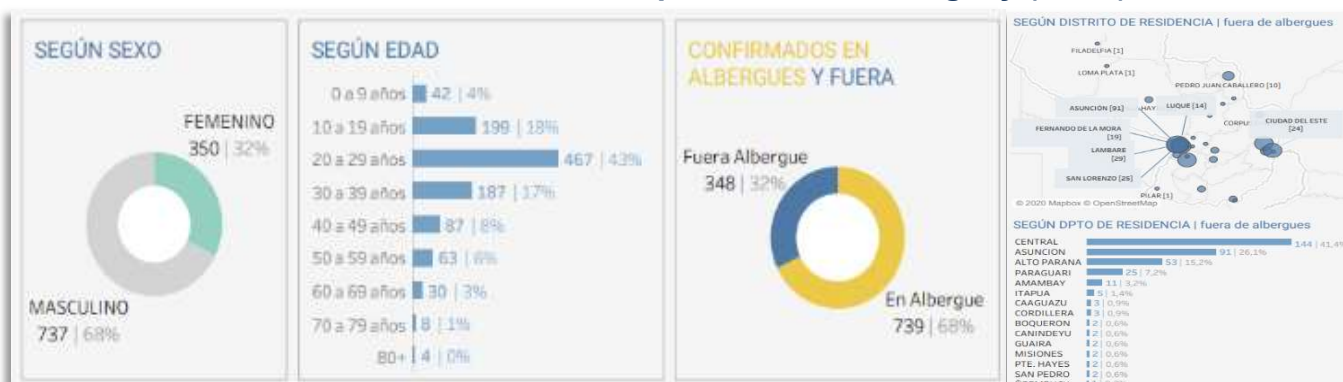 SEGÚN SEXO
FEMENINO
350 | 32%
MASCULINO
737 | 68%
SEGÚN EDAD
0 a 9 años 42 | 4%
10 a 19 años 199 | 18%
20 a 29 años 467 | 43%
30 a 39 años 187 | 17%
40 a 49 años 87 | 8%
50 a 59 años 63 | 6%
60 a 69 años 30 | 3%
70 a 79 años 8 | 1%
80+ 4 | 0%
CONFIRMADOS EN
ALBERGUES Y FUERA
Fuera Albergue
348 | 32%
En Albergue
739 | 68%
SEGÚN DISTRITO DE RESIDENCIA | fuera de albergues
FILADELFIA [1]
LOMA PLATA [1]
PEDRO JUAN CABALLERO [10]
ASUNCIÓN [91]
HAY
LUQUE [14]
CORPU
CIUDAD DEL ESTE
[24]
FERNANDO DE LA MORA
[19]
LAMBARE
[29]
SAN LORENZO [25]
PILAR [1]
© 2020 Mapbox © OpenStreetMap
SEGÚN DPTO DE RESIDENCIA | fuera de albergues
CENTRAL 144 | 41,4%
ASUNCION 91 | 26,1%
ALTO PARANA 53 | 15,2%
PARAGUARI 25 | 7,2%
AMAMBAY 11 | 3,2%
ITAPUA 5 | 1,4%
CAAGUAZU 3 | 0,9%
CORDILLERA 3 | 0,9%
BOQUERON 2 | 0,6%
CANINDEYU 2 | 0,6%
GUAIRA 2 | 0,6%
MISIONES 2 | 0,6%
PTE. HAYES 2 | 0,6%
SAN PEDRO 2 | 0,6%